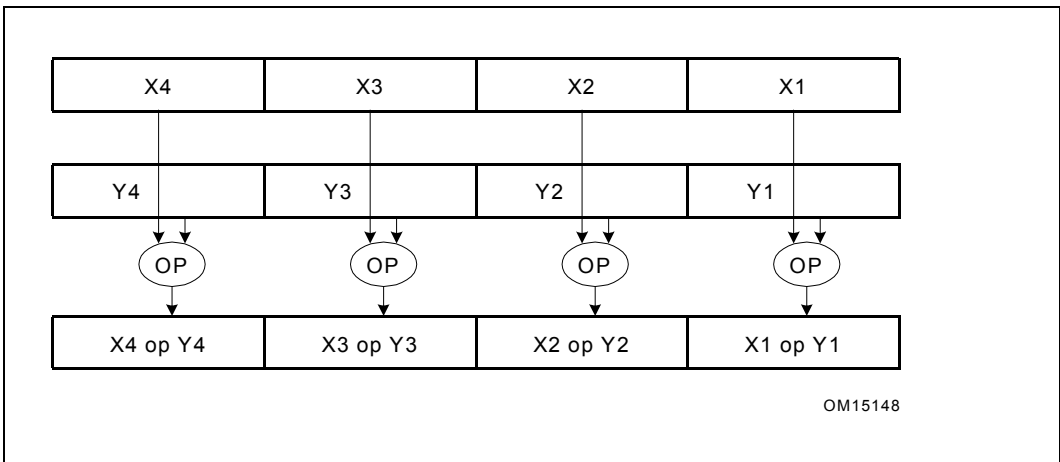 X4 X3 X2 X1
Y4 Y3 Y2 Y1
OP OP OP OP
X4 op Y4 X3 op Y3 X2 op Y2 X1 op Y1
OM15148